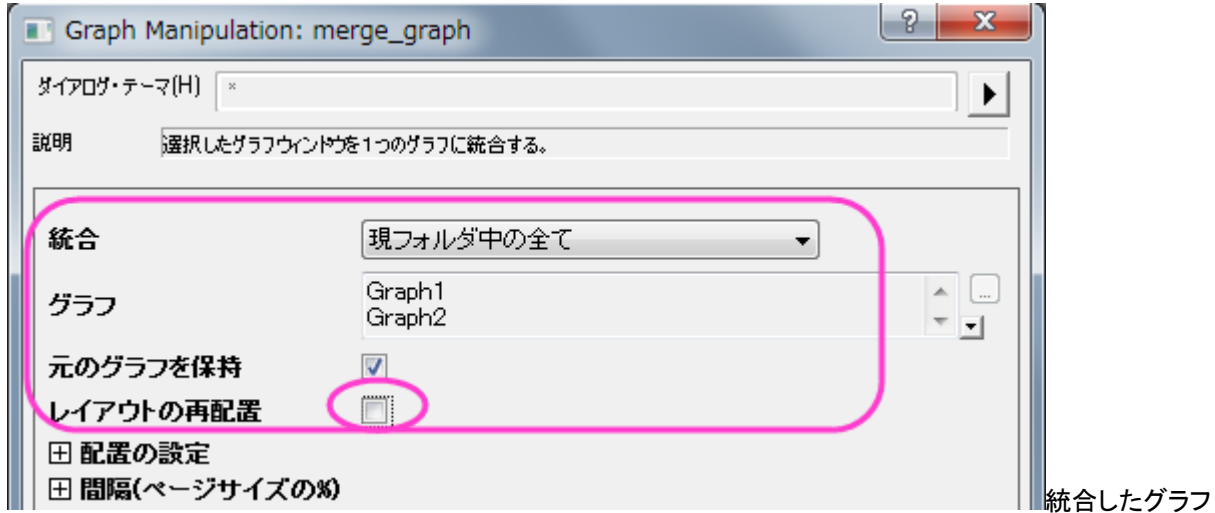 Graph Manipulation: merge_graph
ダイアログ・テーマ(H) *
説明 選択したグラフウィンドウを1つのグラフに統合する。
統合 現フォルダ中の全て
グラフ Graph1
Graph2
...
元のグラフを保持
レイアウトの再配置
配置の設定
間隔(ページサイズの%)
統合したグラフ